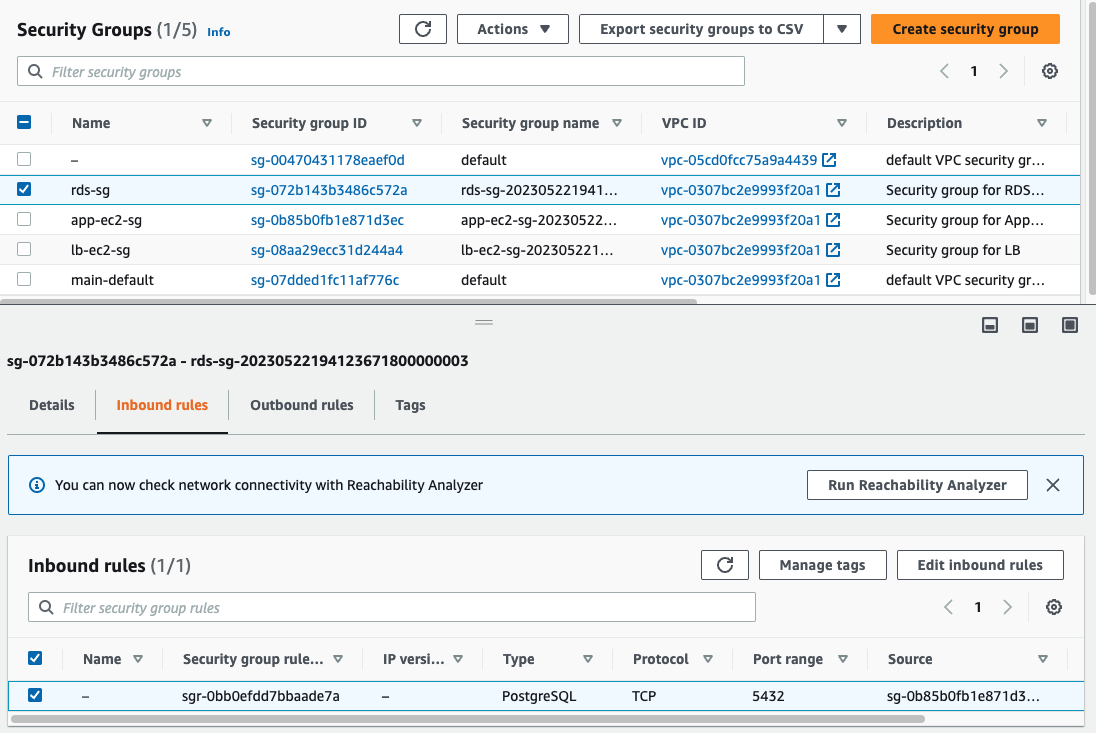 Security Groups (1/5) Info Actions Export security groups to CSV Create security group
Filter security groups 1
Name Security group ID Security group name VPC ID Description
– sg-00470431178eaef0d default vpc-05cd0fcc75a9a4439 default VPC security gr...
rds-sg sg-072b143b3486c572a rds-sg-202305221941... vpc-0307bc2e9993f20a1 Security group for RDS...
app-ec2-sg sg-0b85b0fb1e871d3ec app-ec2-sg-20230522... vpc-0307bc2e9993f20a1 Security group for App...
lb-ec2-sg sg-08aa29ecc31d244a4 lb-ec2-sg-202305221... vpc-0307bc2e9993f20a1 Security group for LB
main-default sg-07dded1fc11af776c default vpc-0307bc2e9993f20a1 default VPC security gr...
sg-072b143b3486c572a - rds-sg-20230522194123671800000003
Details Inbound rules Outbound rules Tags
You can now check network connectivity with Reachability Analyzer Run Reachability Analyzer
Inbound rules (1/1) Manage tags Edit inbound rules
Filter security group rules 1
Name Security group rule... IP versi... Type Protocol Port range Source
– sgr-0bb0efdd7bbaade7a – PostgreSQL TCP 5432 sg-0b85b0fb1e871d3...